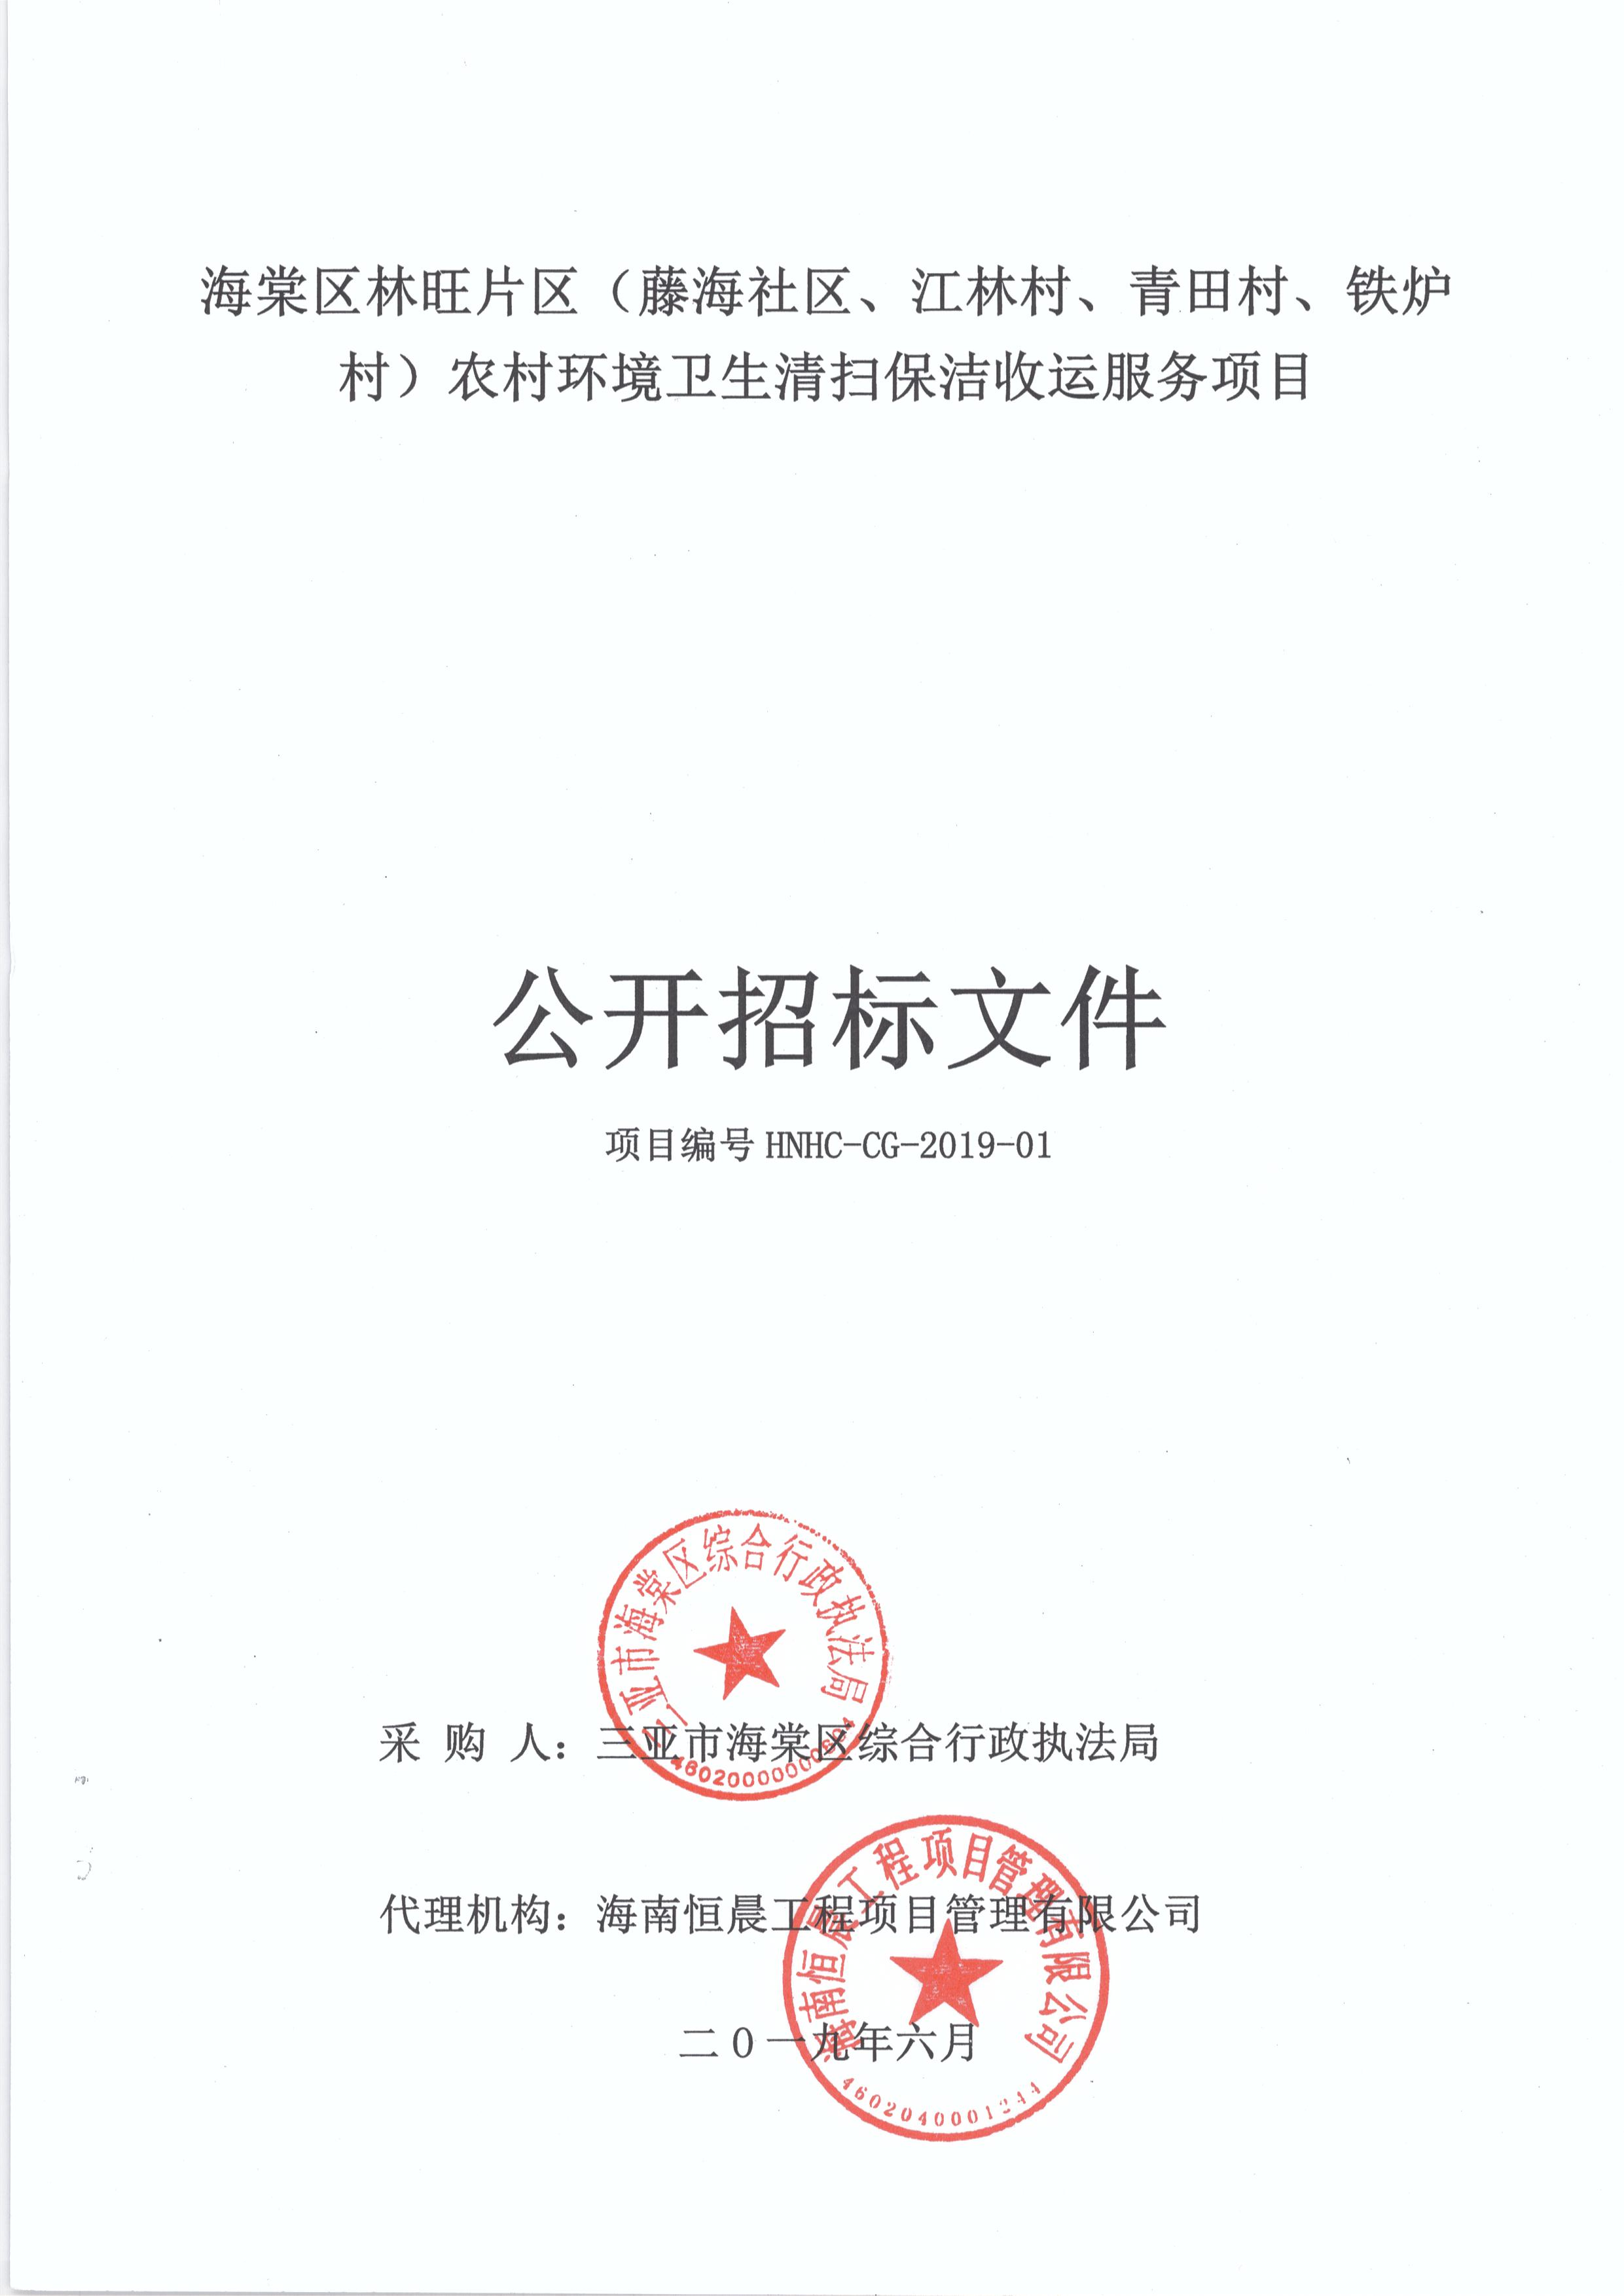 海棠区林旺片区（藤海社区、江林村、青田村、铁炉
村）农村环境卫生清扫保洁收运服务项目
公开招标文件
项目编号 HNHC-CG-2019-01
三亚市海棠区综合行政执法局
采 购 人：三亚市海棠区综合行政执法局
4602000000604
海南恒晨工程项目管理有限公司
代理机构：海南恒晨工程项目管理有限公司
二0一九年六月
4602040001244